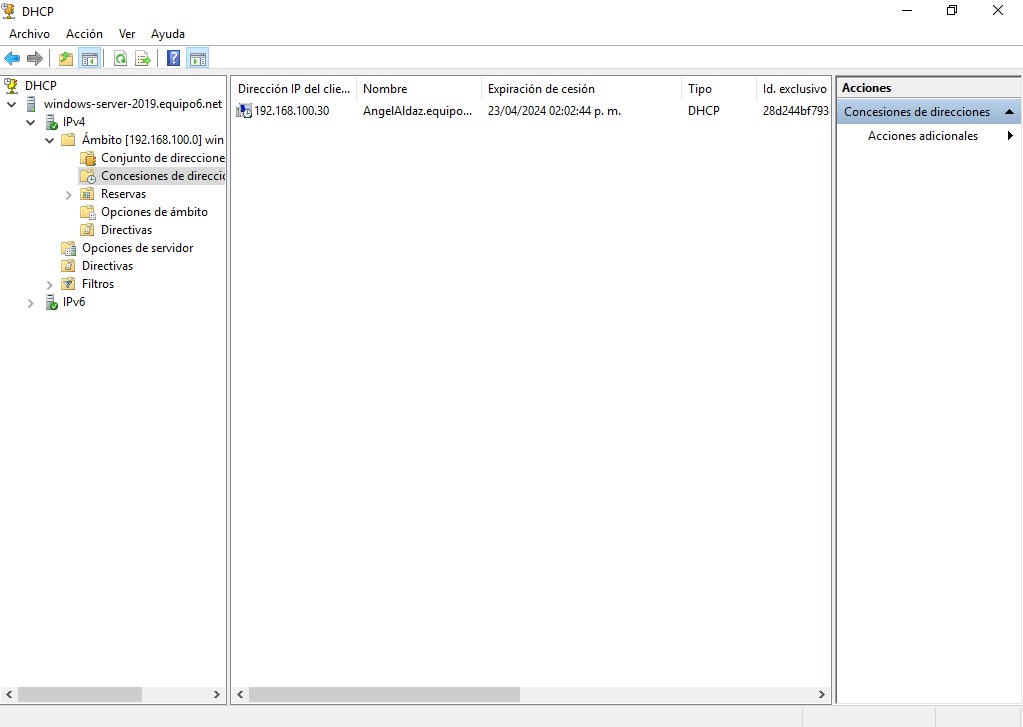 DHCP
Archivo Acción Ver Ayuda
DHCP
windows-server-2019.equipo6.net
IPv4
Ámbito [192.168.100.0] win
Conjunto de direccione
Concesiones de direcci
Reservas
Opciones de ámbito
Directivas
Opciones de servidor
Directivas
Filtros
IPv6
Dirección IP del clie... Nombre Expiración de cesión Tipo Id. exclusivo
192.168.100.30 AngelAldaz.equipo... 23/04/2024 02:02:44 p. m. DHCP 28d244bf793
Acciones
Concesiones de direcciones
Acciones adicionales